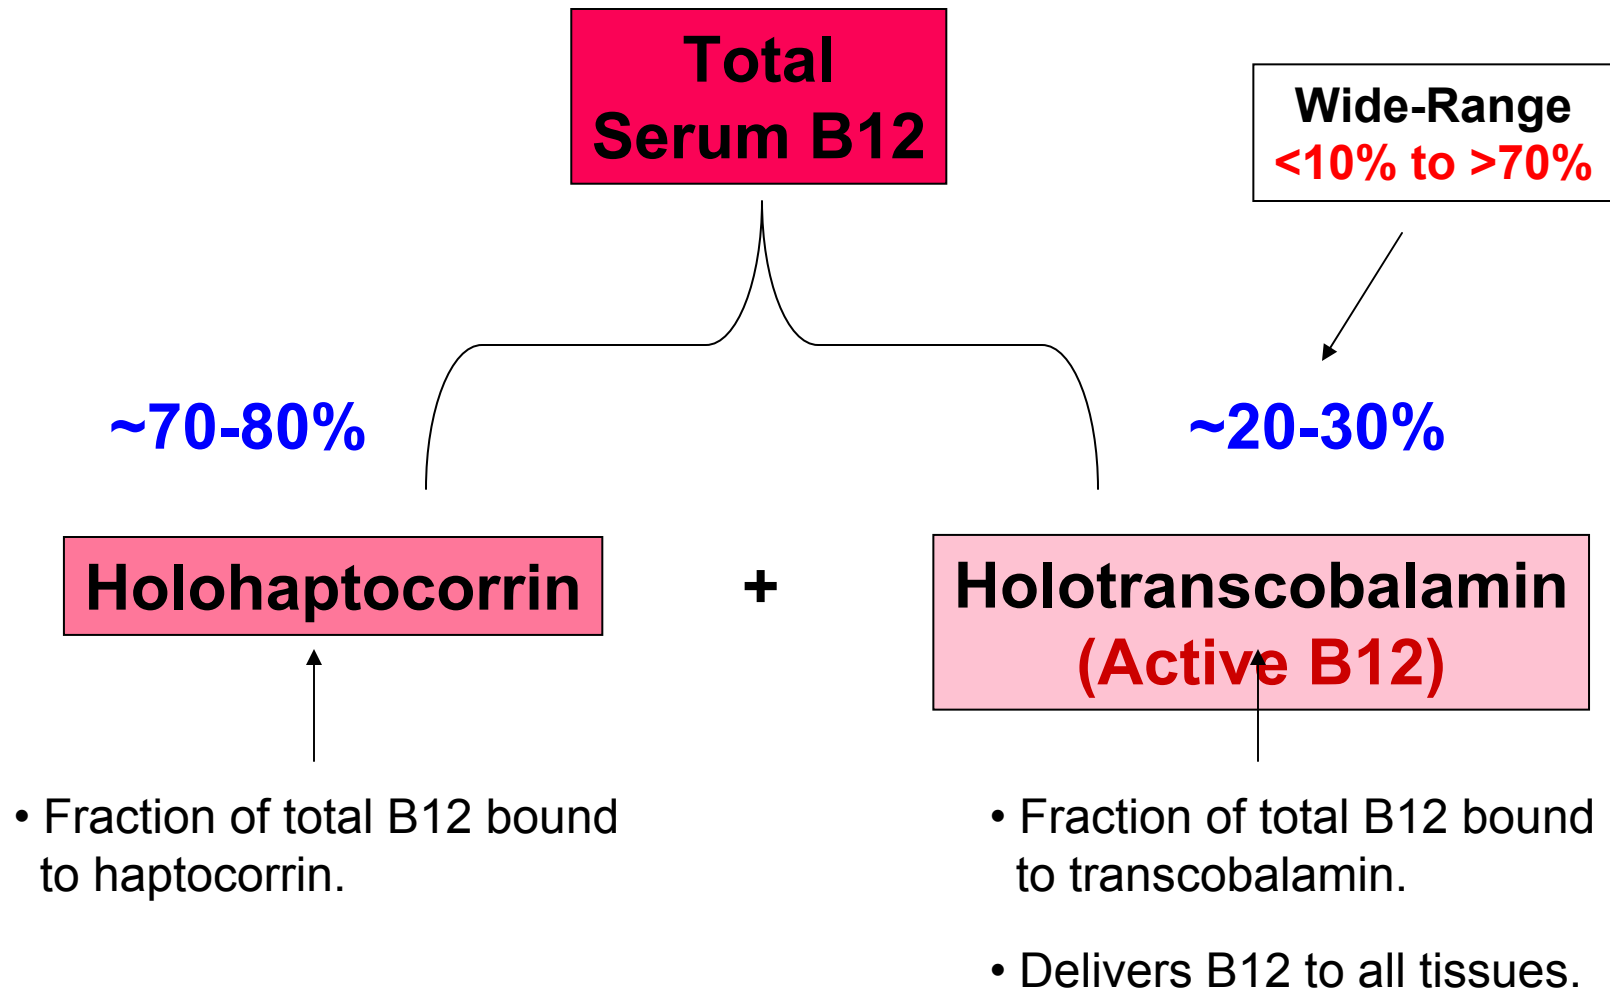 Total
Serum B12
Wide-Range
<10% to >70%
~70-80%
~20-30%
Holohaptocorrin
+
Holotranscobalamin
(Active B12)
• Fraction of total B12 bound
to haptocorrin.
• Fraction of total B12 bound
to transcobalamin.
• Delivers B12 to all tissues.